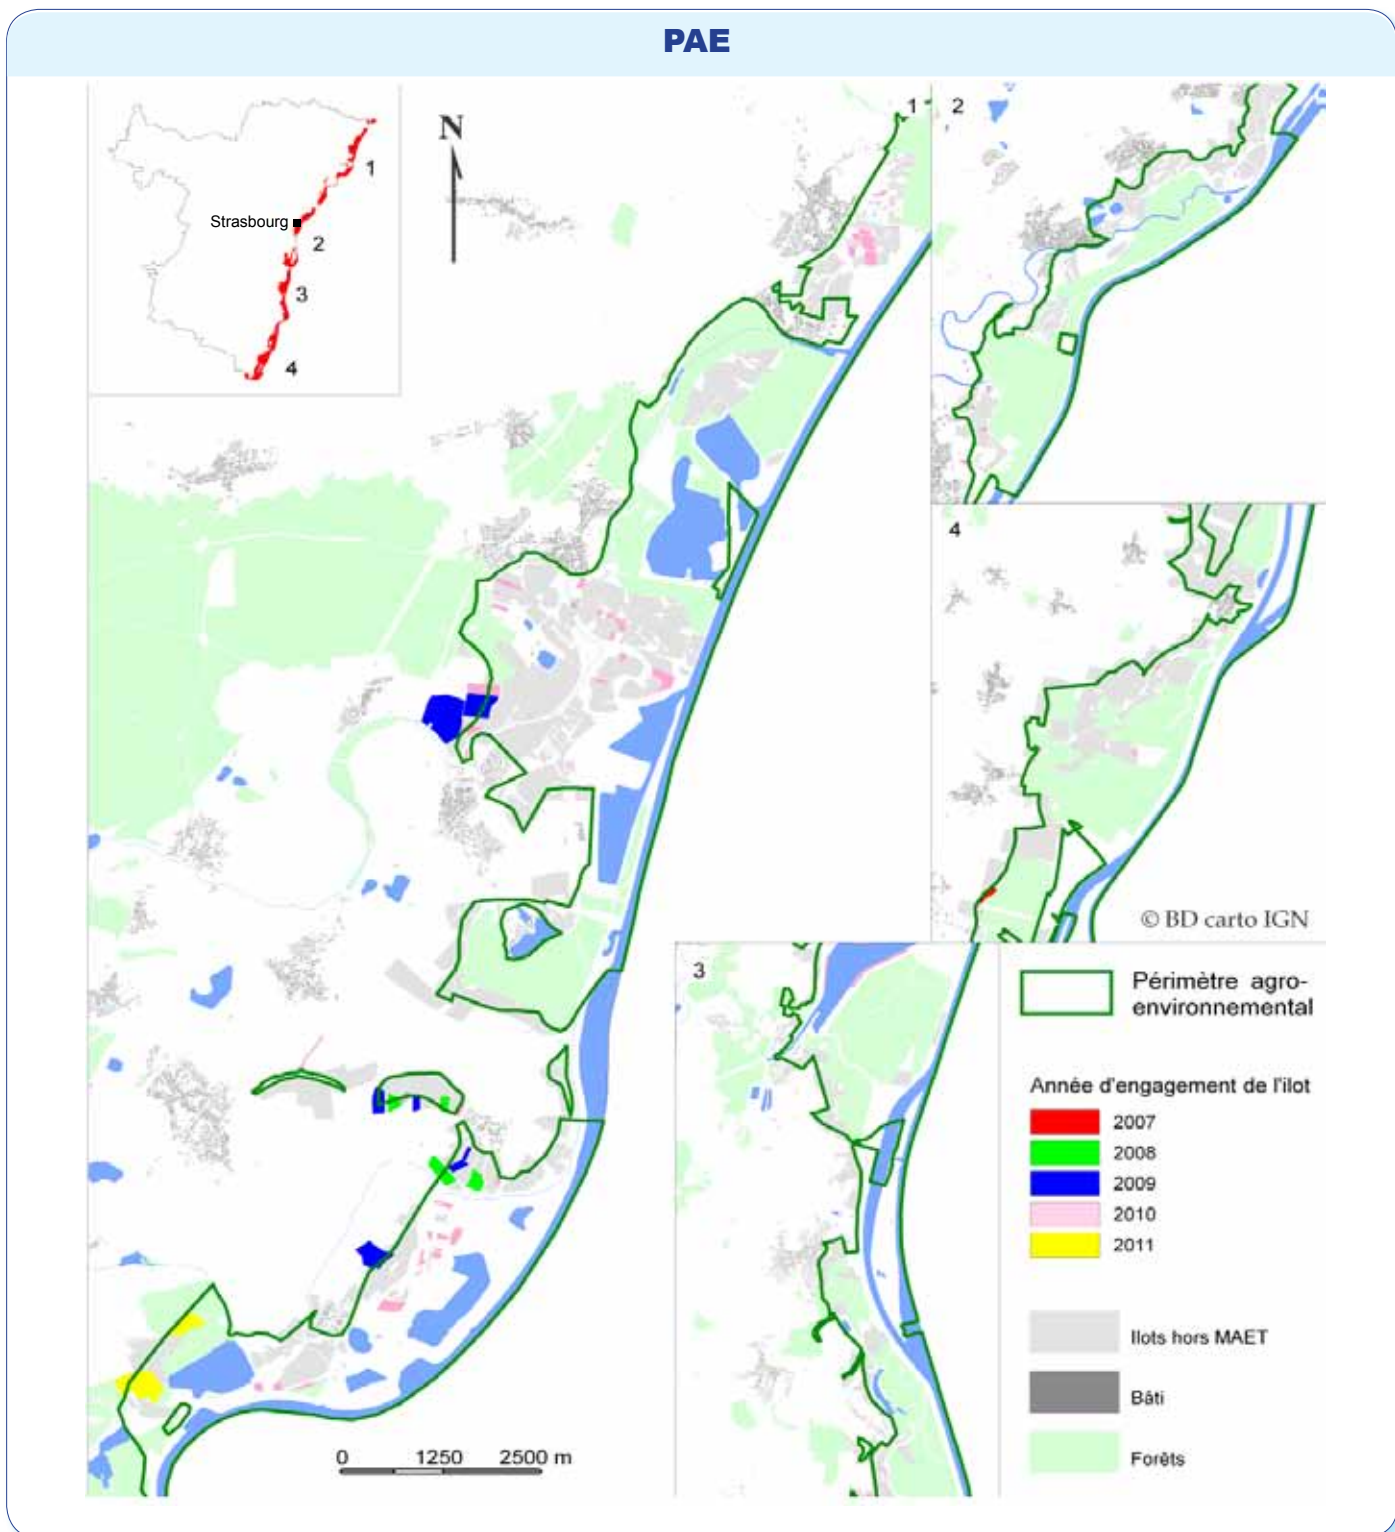 PAE
1
2
N
Strasbourg
1
2
3
4
4
© BD carto IGN
3
Périmètre agro-
environnemental
Année d'engagement de l'ilot
2007
2008
2009
2010
2011
Ilots hors MAET
Bâti
Forêts
0 1250 2500 m